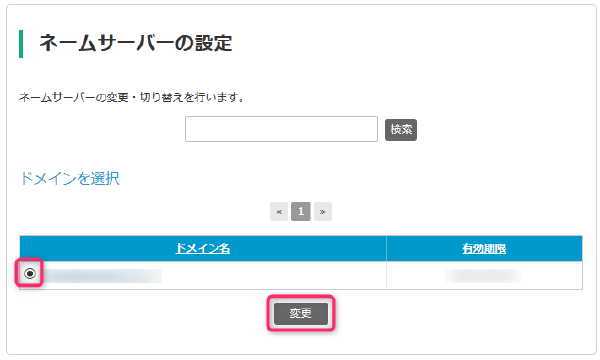 ネームサーバーの設定
ネームサーバーの変更・切り替えを行います。
検索
ドメインを選択
« 1 »
ドメイン名 有効期限
変更